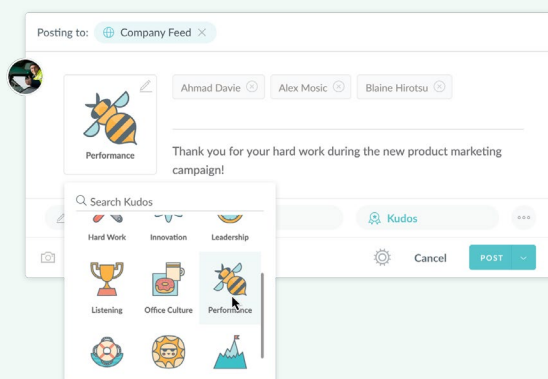 Posting to: Company Feed
Ahmad Davie Alex Mosic Blaine Hirotsu
Performance
Thank you for your hard work during the new product marketing
campaign!
Search Kudos
Kudos
Hard Work Innovation Leadership
Cancel POST
Listening Office Culture Performance